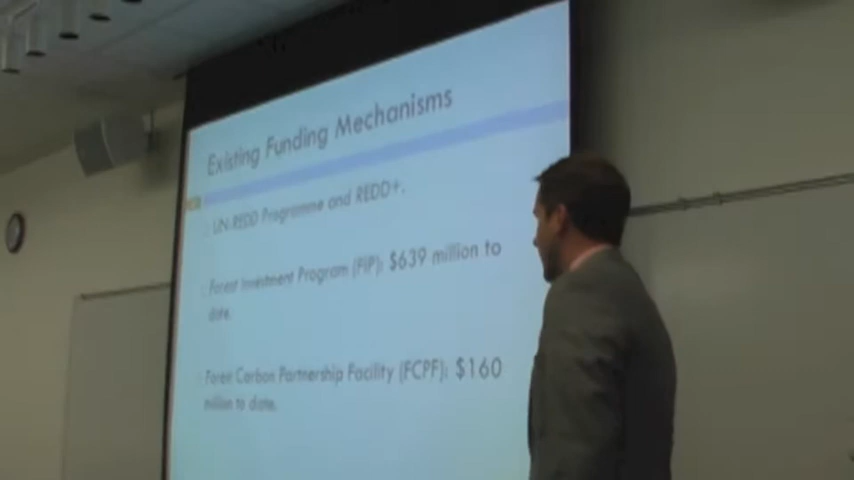 Existing Funding Mechanisms
UN-REDD Programme and REDD+.
Forest Investment Program (FIP): $639 million to
date.
Forest Carbon Partnership Facility (FCPF): $160
million to date.